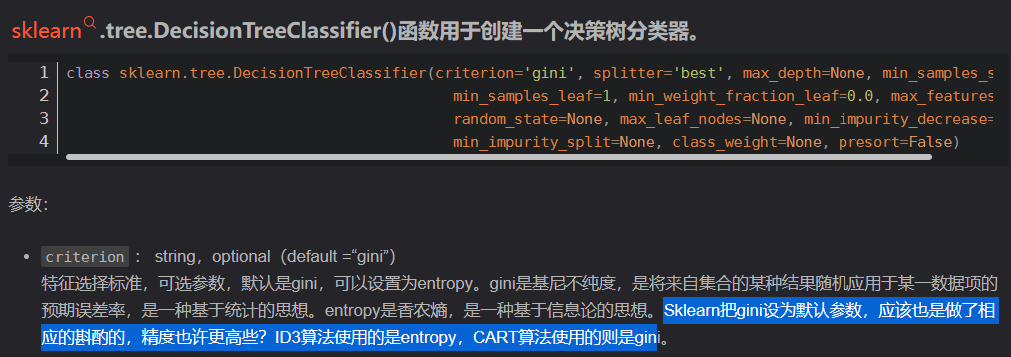 sklearn.tree.DecisionTreeClassifier()函数用于创建一个决策树分类器。
1 class sklearn.tree.DecisionTreeClassifier(criterion='gini', splitter='best', max_depth=None, min_samples_s
2 min_samples_leaf=1, min_weight_fraction_leaf=0.0, max_features
3 random_state=None, max_leaf_nodes=None, min_impurity_decrease=
4 min_impurity_split=None, class_weight=None, presort=False)
参数：
• criterion ： string，optional（default =“gini”）
特征选择标准，可选参数，默认是gini，可以设置为entropy。gini是基尼不纯度，是将来自集合的某种结果随机应用于某一数据项的
预期误差率，是一种基于统计的思想。entropy是香农熵，是一种基于信息论的思想。Sklearn把gini设为默认参数，应该也是做了相
应的斟酌的，精度也许更高些？ID3算法使用的是entropy，CART算法使用的则是gini。